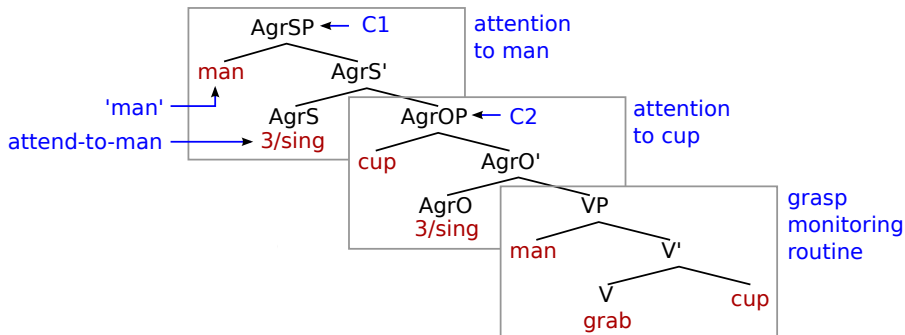 AgrSP
C1
attention
to man
man
AgrS'
'man'
AgrS
AgrOP
C2
attention
to cup
attend-to-man
3/sing
cup
AgrO'
AgrO
VP
grasp
monitoring
routine
3/sing
man
V'
V
cup
grab